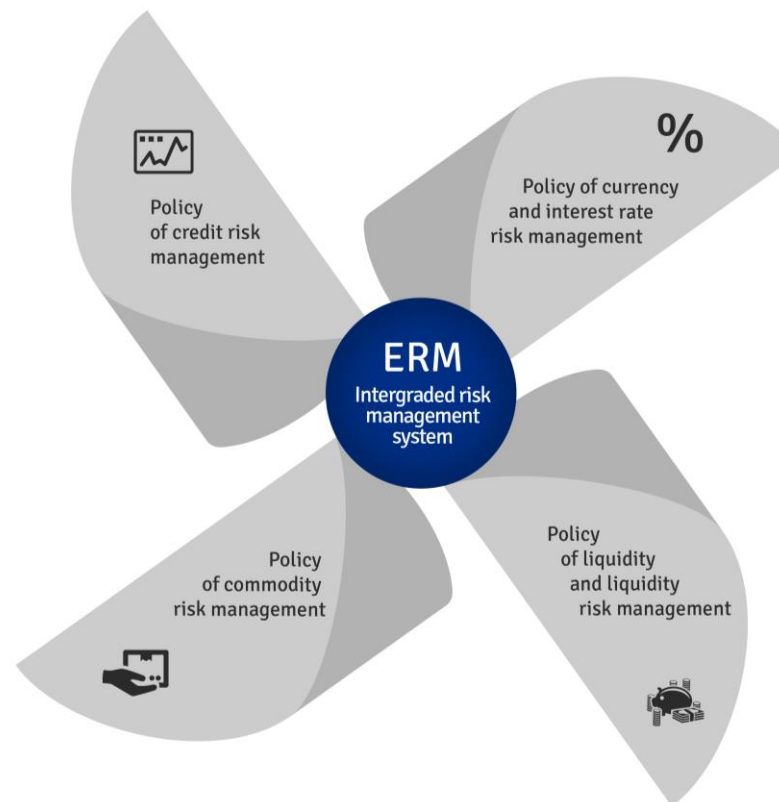 Policy
of credit risk
management
%
Policy of currency
and interest rate
risk management
ERM
Intergraded risk
management
system
Policy
of commodity
risk management
Policy
of liquidity
and liquidity
risk management